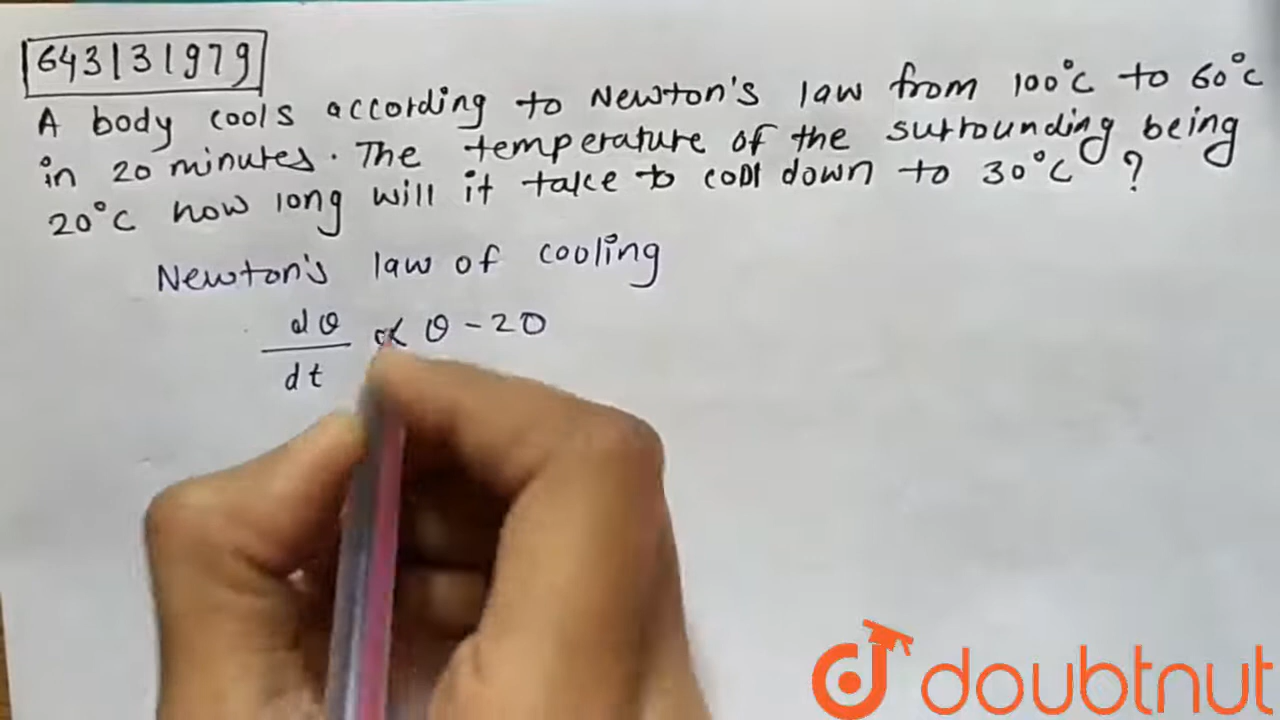 643131979
A body cools according to Newton's law from 100°C to 60°C
in 20 minutes. The temperature of the surrounding being
20°C how long will it take to cool down to 30°C ?
Newton's law of cooling
dθ
∝ θ - 20
dt
doubtnut